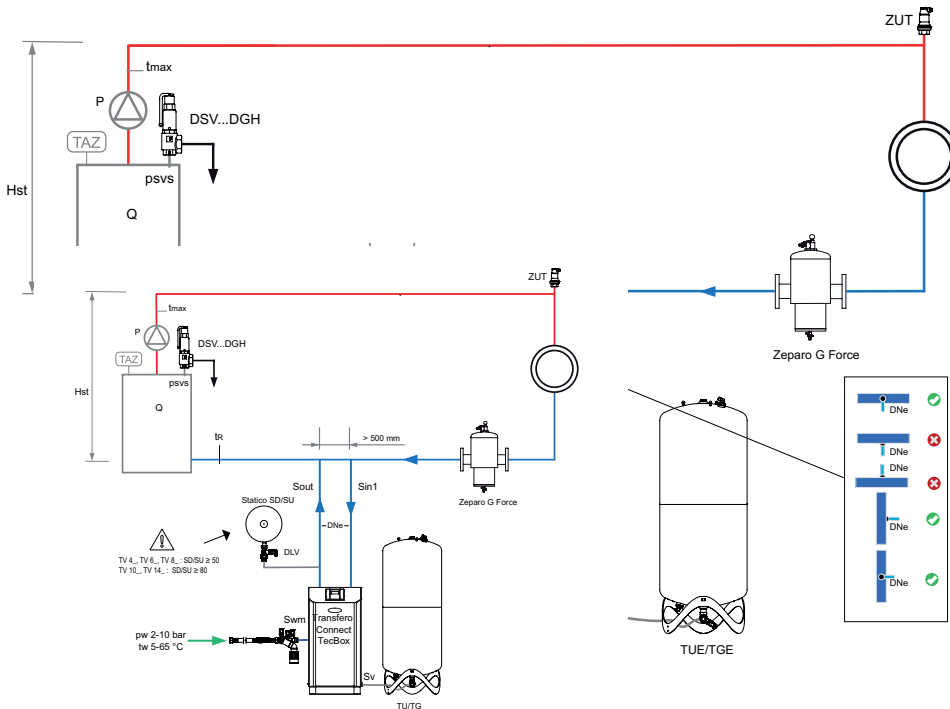 ZUT
tmax
P
DSV...DGH
TAZ
psvs
Hst
Q
Zeparo G Force
ZUT
tmax
P
DSV...DGH
TAZ
psvs
Hst
Q
tR
> 500 mm
Sout
Sin1
Zeparo G Force
Statico SD/SU
DNe
DLV
TV 4_, TV 6_, TV 8_ : SD/SU ≥ 50
TV 10_, TV 14_ : SD/SU ≥ 80
Swm
Transfero
Connect
TecBox
pw 2-10 bar
tw 5-65 °C
Sv
TU/TG
TUE/TGE
DNe
DNe
DNe
DNe
DNe